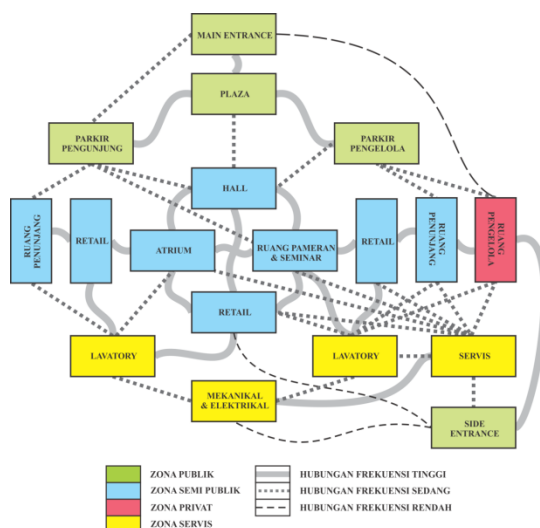 MAIN ENTRANCE
PLAZA
PARKIR
PENGUNJUNG
PARKIR
PENGELOLA
HALL
RUANG
PENUNJANG
RETAIL
ATRIUM
RUANG PAMERAN
& SEMINAR
RETAIL
RUANG
PENUNJANG
RUANG
PENGELOLA
RETAIL
LAVATORY
LAVATORY
SERVIS
MEKANIKAL
& ELEKTRIKAL
SIDE
ENTRANCE
ZONA PUBLIK
ZONA SEMI PUBLIK
ZONA PRIVAT
ZONA SERVIS
HUBUNGAN FREKUENSI TINGGI
HUBUNGAN FREKUENSI SEDANG
HUBUNGAN FREKUENSI RENDAH